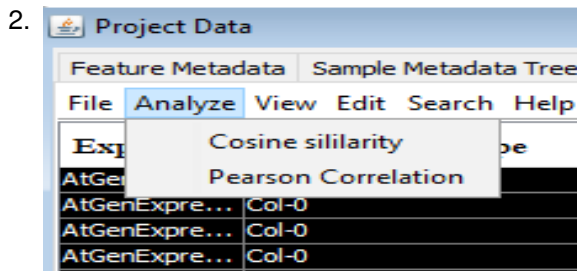 2.
Project Data
Feature Metadata Sample Metadata Tree
File Analyze View Edit Search Help
Cosine sililarity
Pearson Correlation
AtGenExpre... Col-0
AtGenExpre... Col-0
AtGenExpre... Col-0